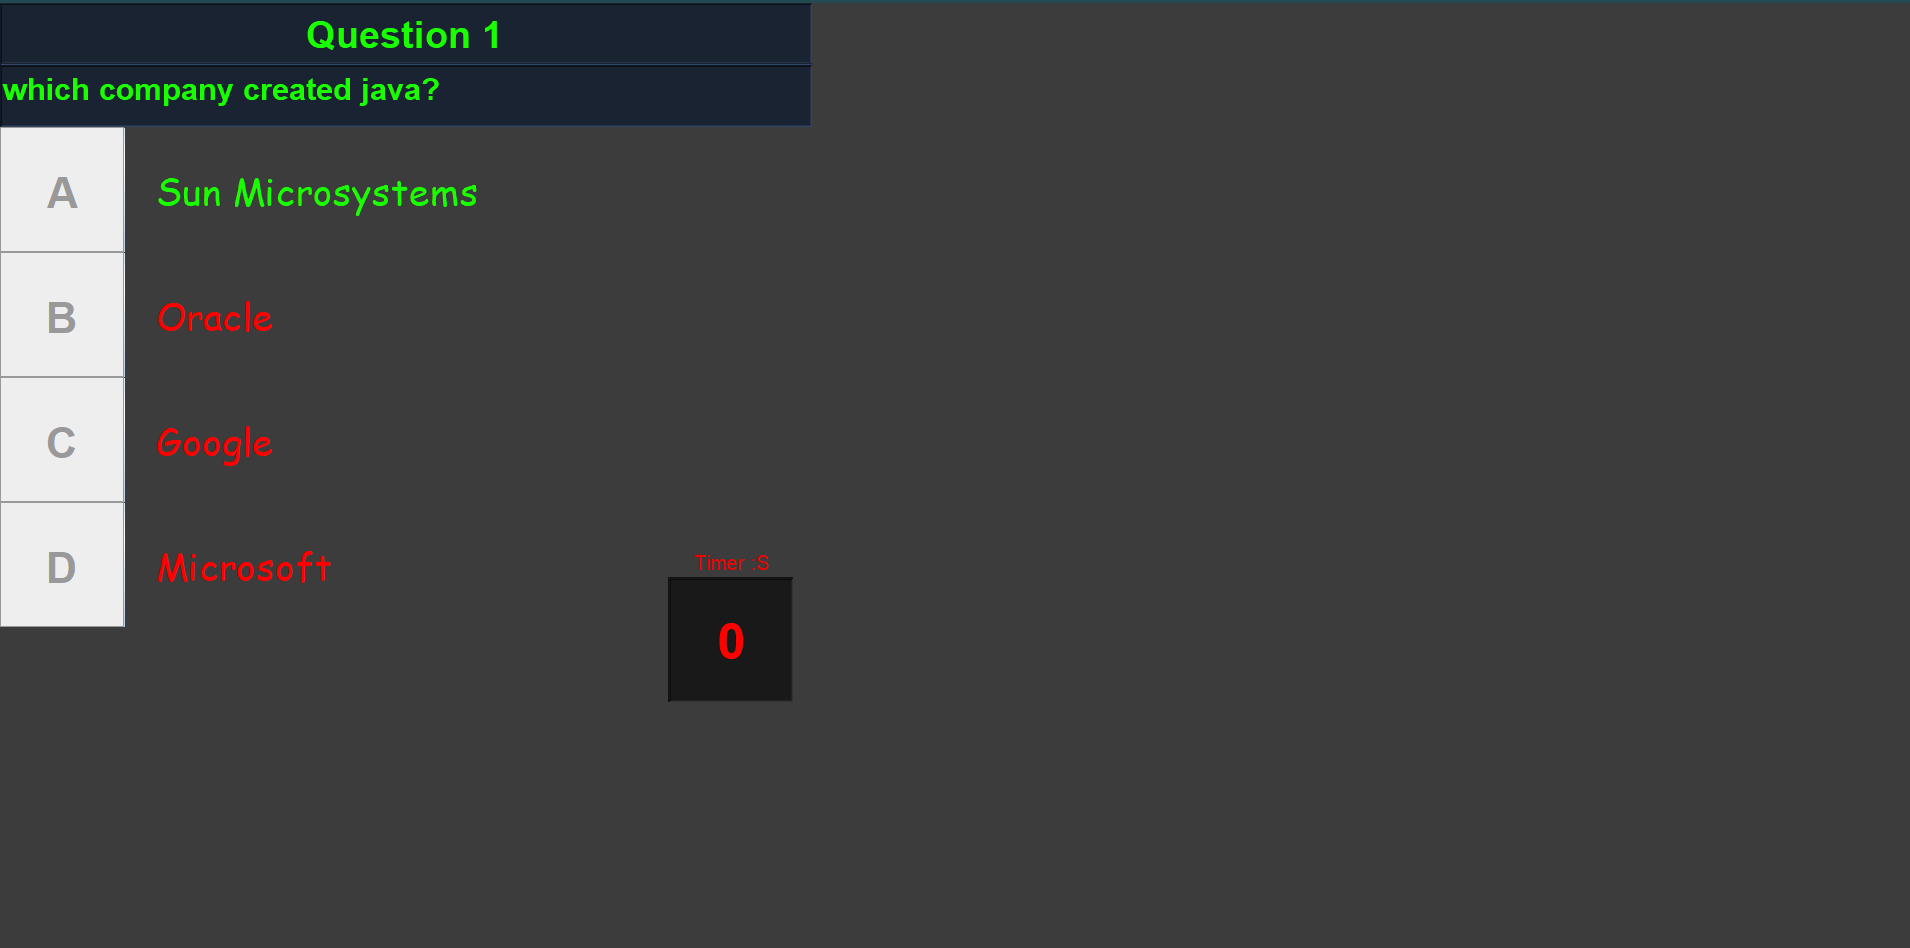 Question 1
which company created java?
A
Sun Microsystems
B
Oracle
C
Google
D
Microsoft
Timer :S
0